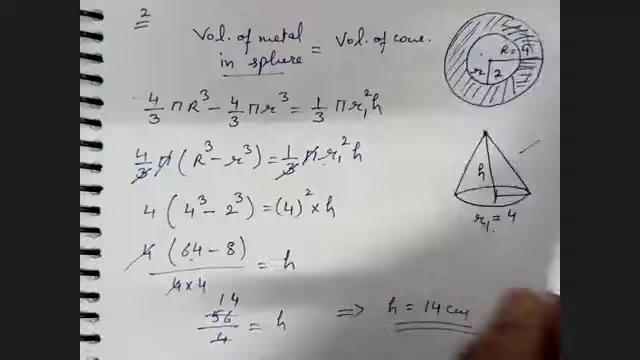 2
Vol. of metal in sphere = Vol. of cone.
R = 4
r 2
4/3 πR³ – 4/3 πr³ = 1/3 πr₁²h
4/3 π (R³ – r³) = 1/3 π r₁²h
h
4 (4³ – 2³) = (4)² × h
r₁ = 4
4 (64 – 8) / 4×4 = h
14
56/4 = h ⇒ h = 14 cm